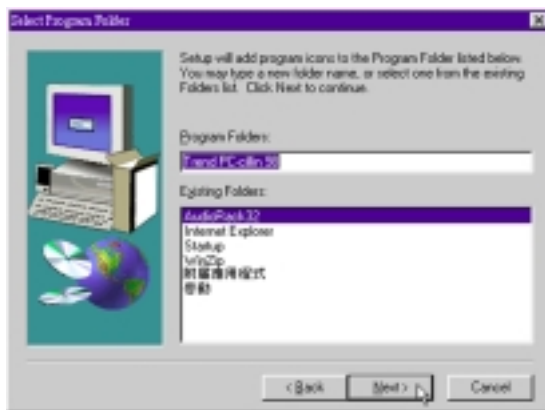 Select Program Folder
Setup will add program icons to the Program Folder listed below.
You may type a new folder name, or select one from the existing
Folders list. Click Next to continue.
Program Folders:
Trend PC-cillin 98
Existing Folders:
AudioRack32
Internet Explorer
Startup
WinZip
附屬應用程式
啟動
< Back
Next >
Cancel